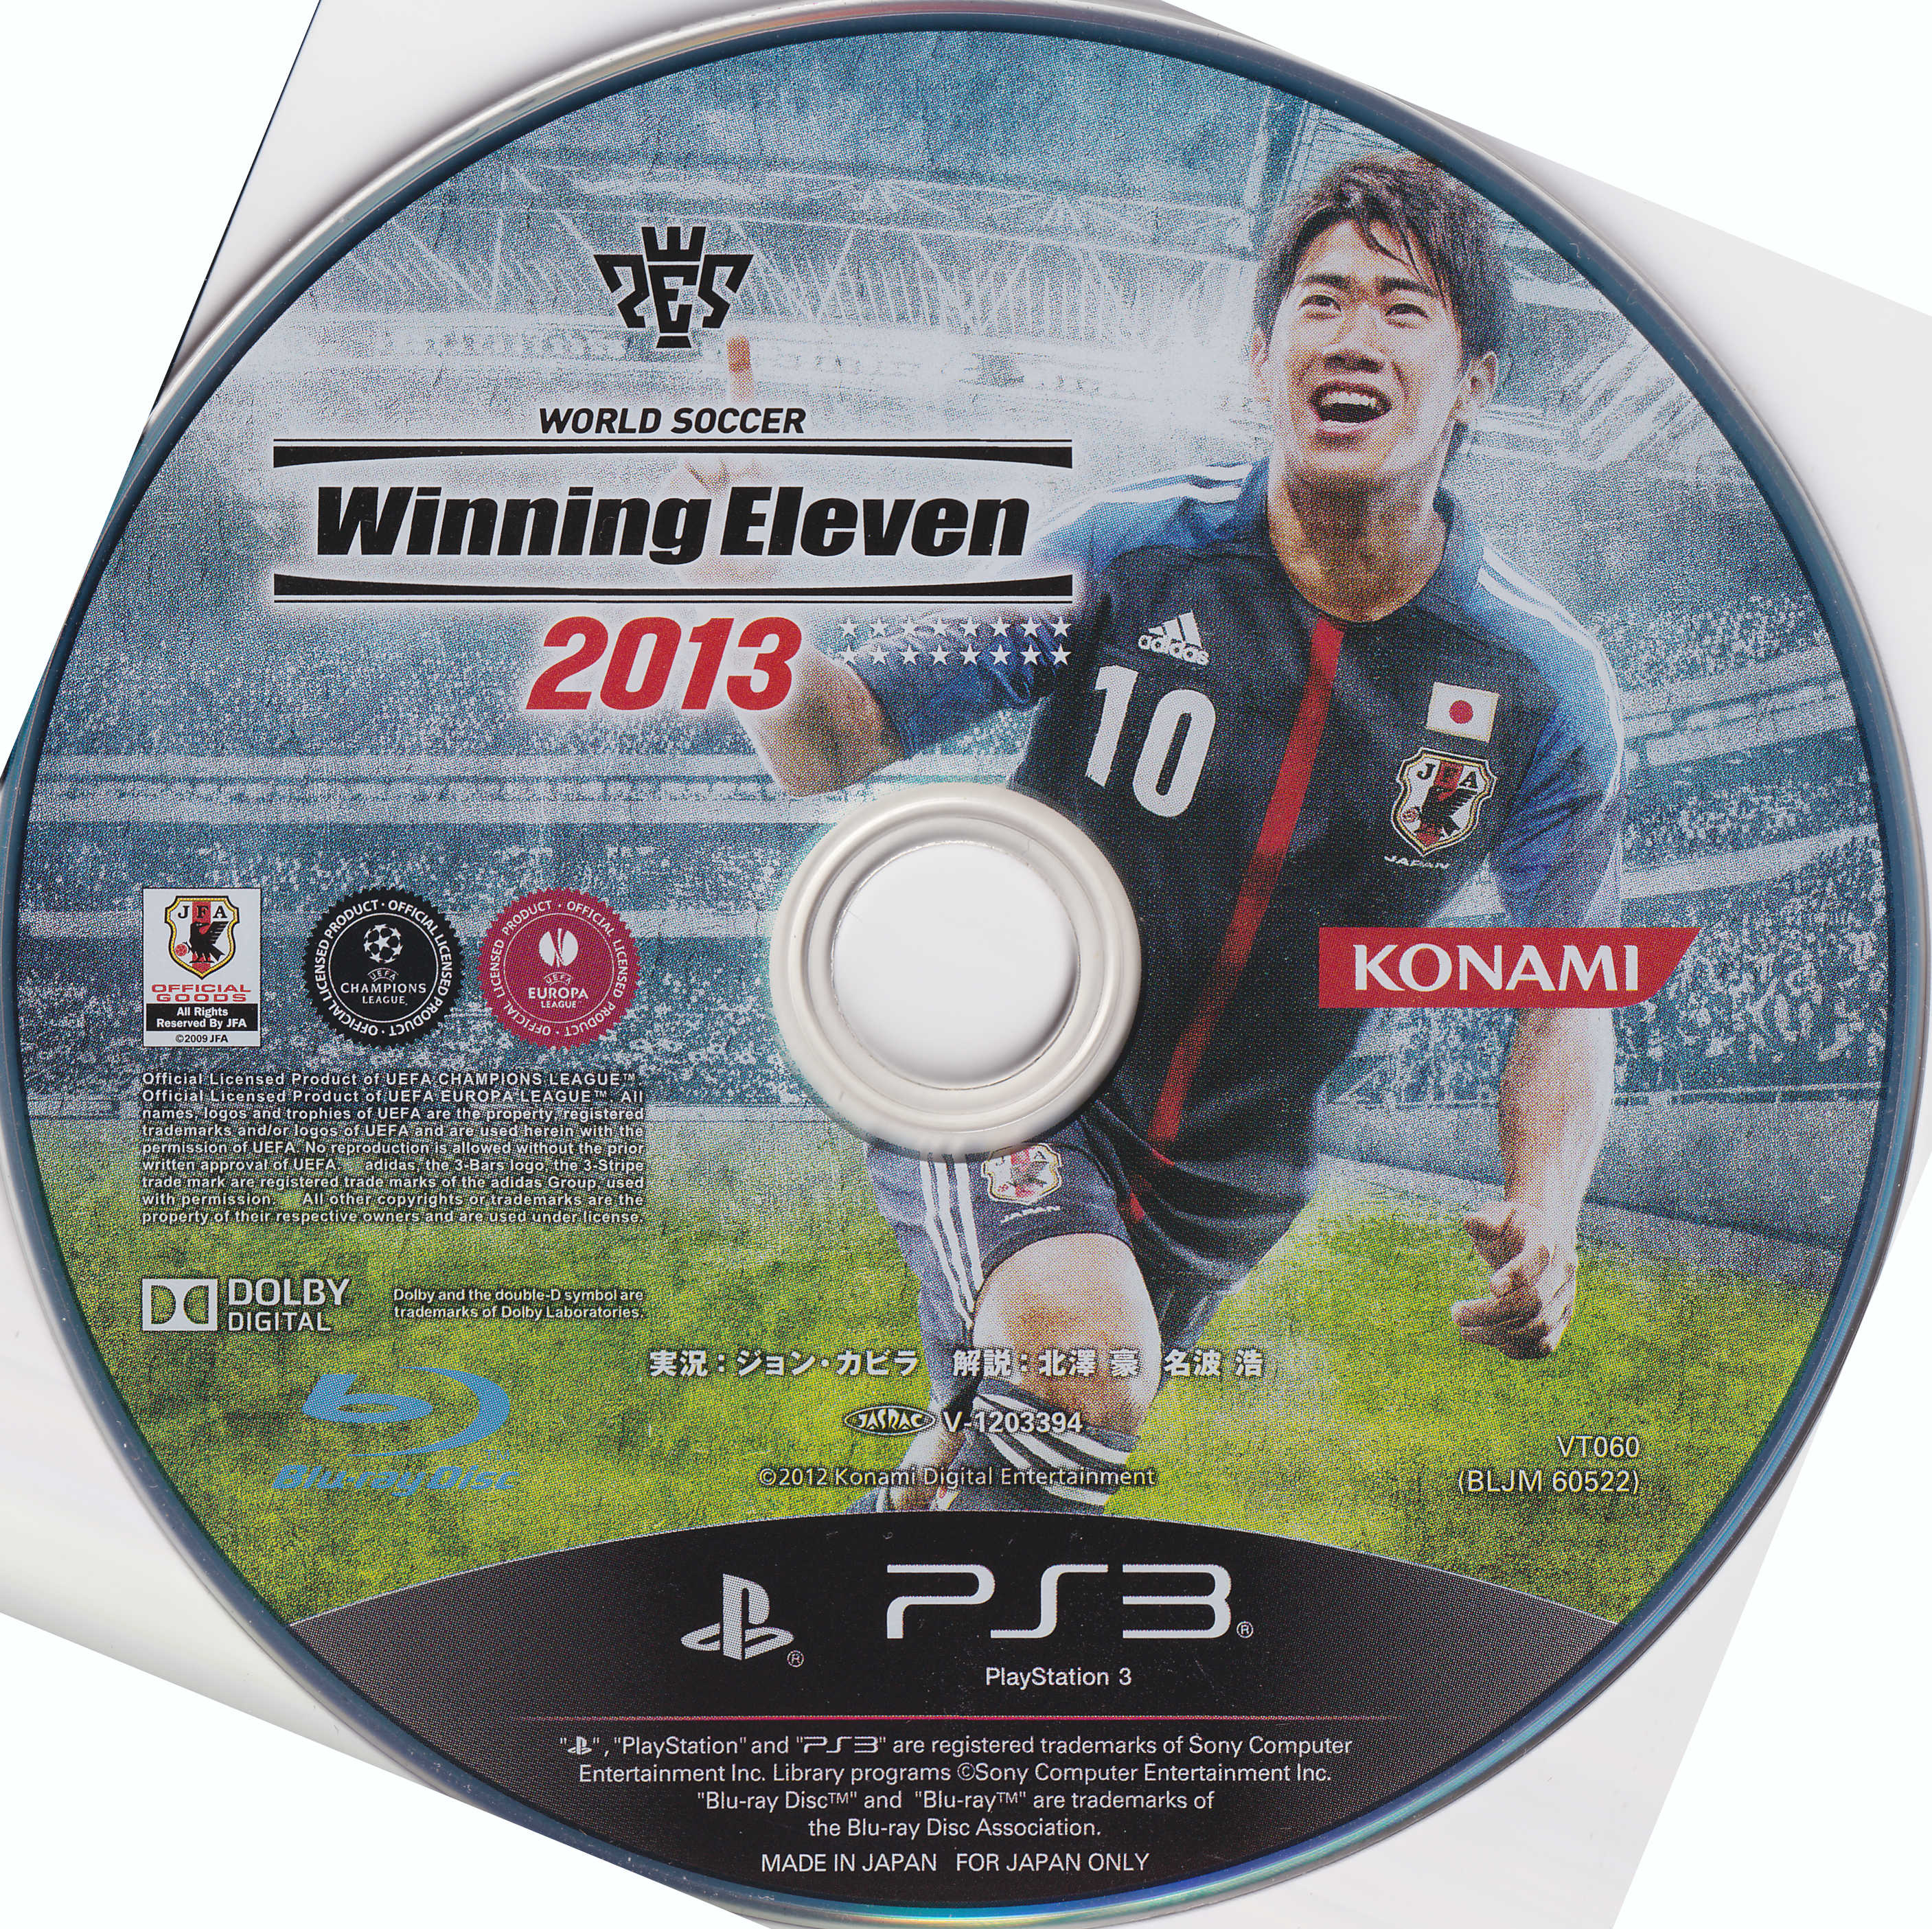 WE
PES
WORLD SOCCER
Winning Eleven
2013
adidas
10
JFA
JAPAN
KONAMI
JFA
OFFICIAL
GOODS
All Rights
Reserved By JFA
©2009 JFA
OFFICIAL LICENSED PRODUCT · OFFICIAL LICENSED PRODUCT ·
UEFA
CHAMPIONS
LEAGUE
OFFICIAL LICENSED PRODUCT · OFFICIAL LICENSED PRODUCT ·
UEFA
EUROPA
LEAGUE
Official Licensed Product of UEFA CHAMPIONS LEAGUE™.
Official Licensed Product of UEFA EUROPA LEAGUE™. All
names, logos and trophies of UEFA are the property, registered
trademarks and/or logos of UEFA and are used herein with the
permission of UEFA. No reproduction is allowed without the prior
written approval of UEFA. adidas, the 3-Bars logo, the 3-Stripe
trade mark are registered trade marks of the adidas Group, used
with permission. All other copyrights or trademarks are the
property of their respective owners and are used under license.
JAPAN
DOLBY
DIGITAL
Dolby and the double-D symbol are
trademarks of Dolby Laboratories.
実況：ジョン・カビラ 解説：北澤 豪 名波 浩
Blu-ray Disc
JASRAC V-1203394
©2012 Konami Digital Entertainment
VT060
(BLJM 60522)
PS3®
PlayStation 3
" ", "PlayStation" and "PS3" are registered trademarks of Sony Computer
Entertainment Inc. Library programs ©Sony Computer Entertainment Inc.
"Blu-ray Disc™" and "Blu-ray™" are trademarks of
the Blu-ray Disc Association.
MADE IN JAPAN FOR JAPAN ONLY